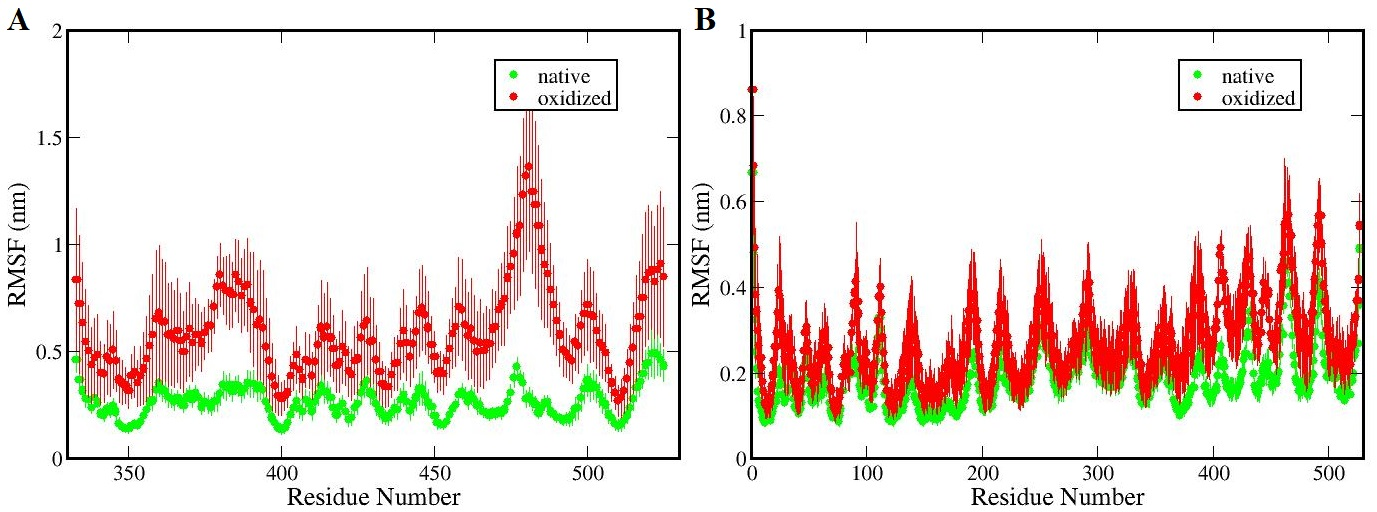 A
2
1.5
1
0.5
0
RMSF (nm)
native
oxidized
350
400
450
500
Residue Number
B
1
0.8
0.6
0.4
0.2
0
RMSF (nm)
native
oxidized
0
100
200
300
400
500
Residue Number